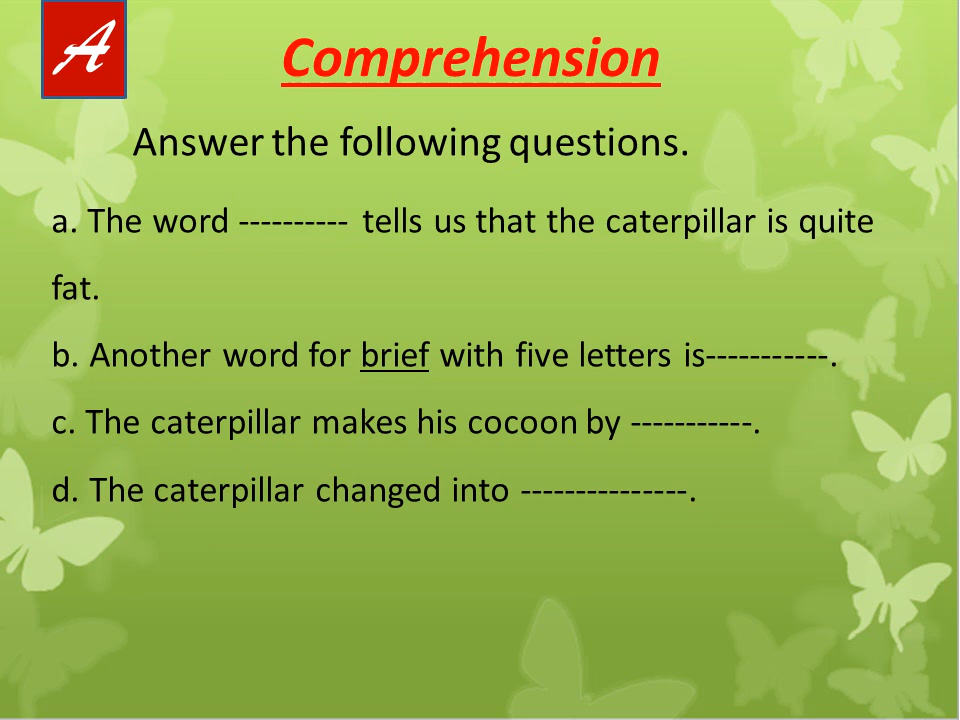 A
Comprehension
Answer the following questions.
a. The word ---------- tells us that the caterpillar is quite
fat.
b. Another word for brief with five letters is-----------.
c. The caterpillar makes his cocoon by -----------.
d. The caterpillar changed into ---------------.